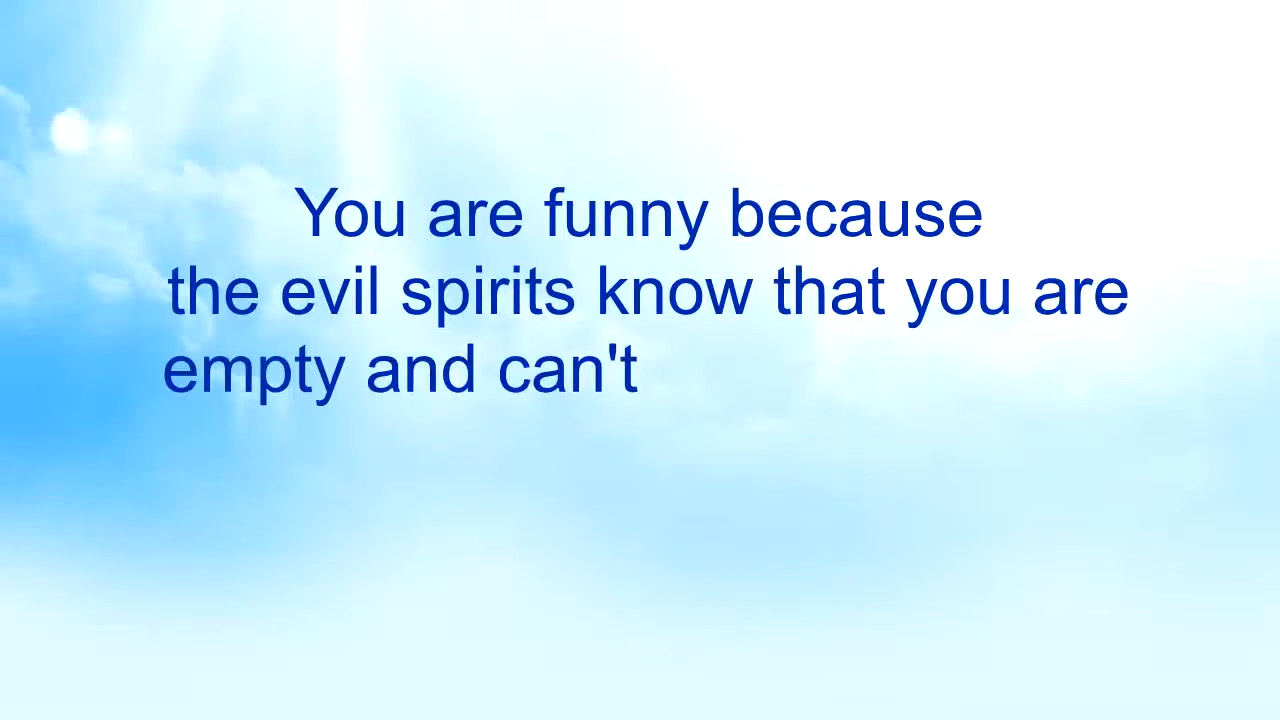 You are funny because
the evil spirits know that you are
empty and can't